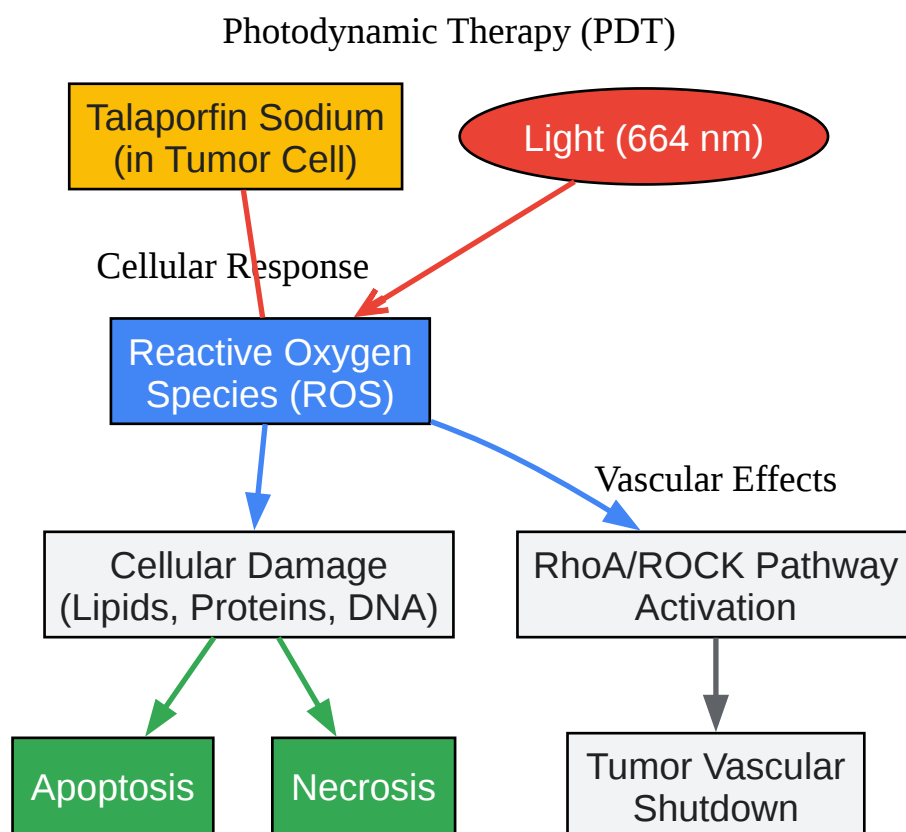 Photodynamic Therapy (PDT)
Talaporfin Sodium
(in Tumor Cell)
Light (664 nm)
Cellular Response
Reactive Oxygen
Species (ROS)
Vascular Effects
Cellular Damage
(Lipids, Proteins, DNA)
RhoA/ROCK Pathway
Activation
Apoptosis
Necrosis
Tumor Vascular
Shutdown